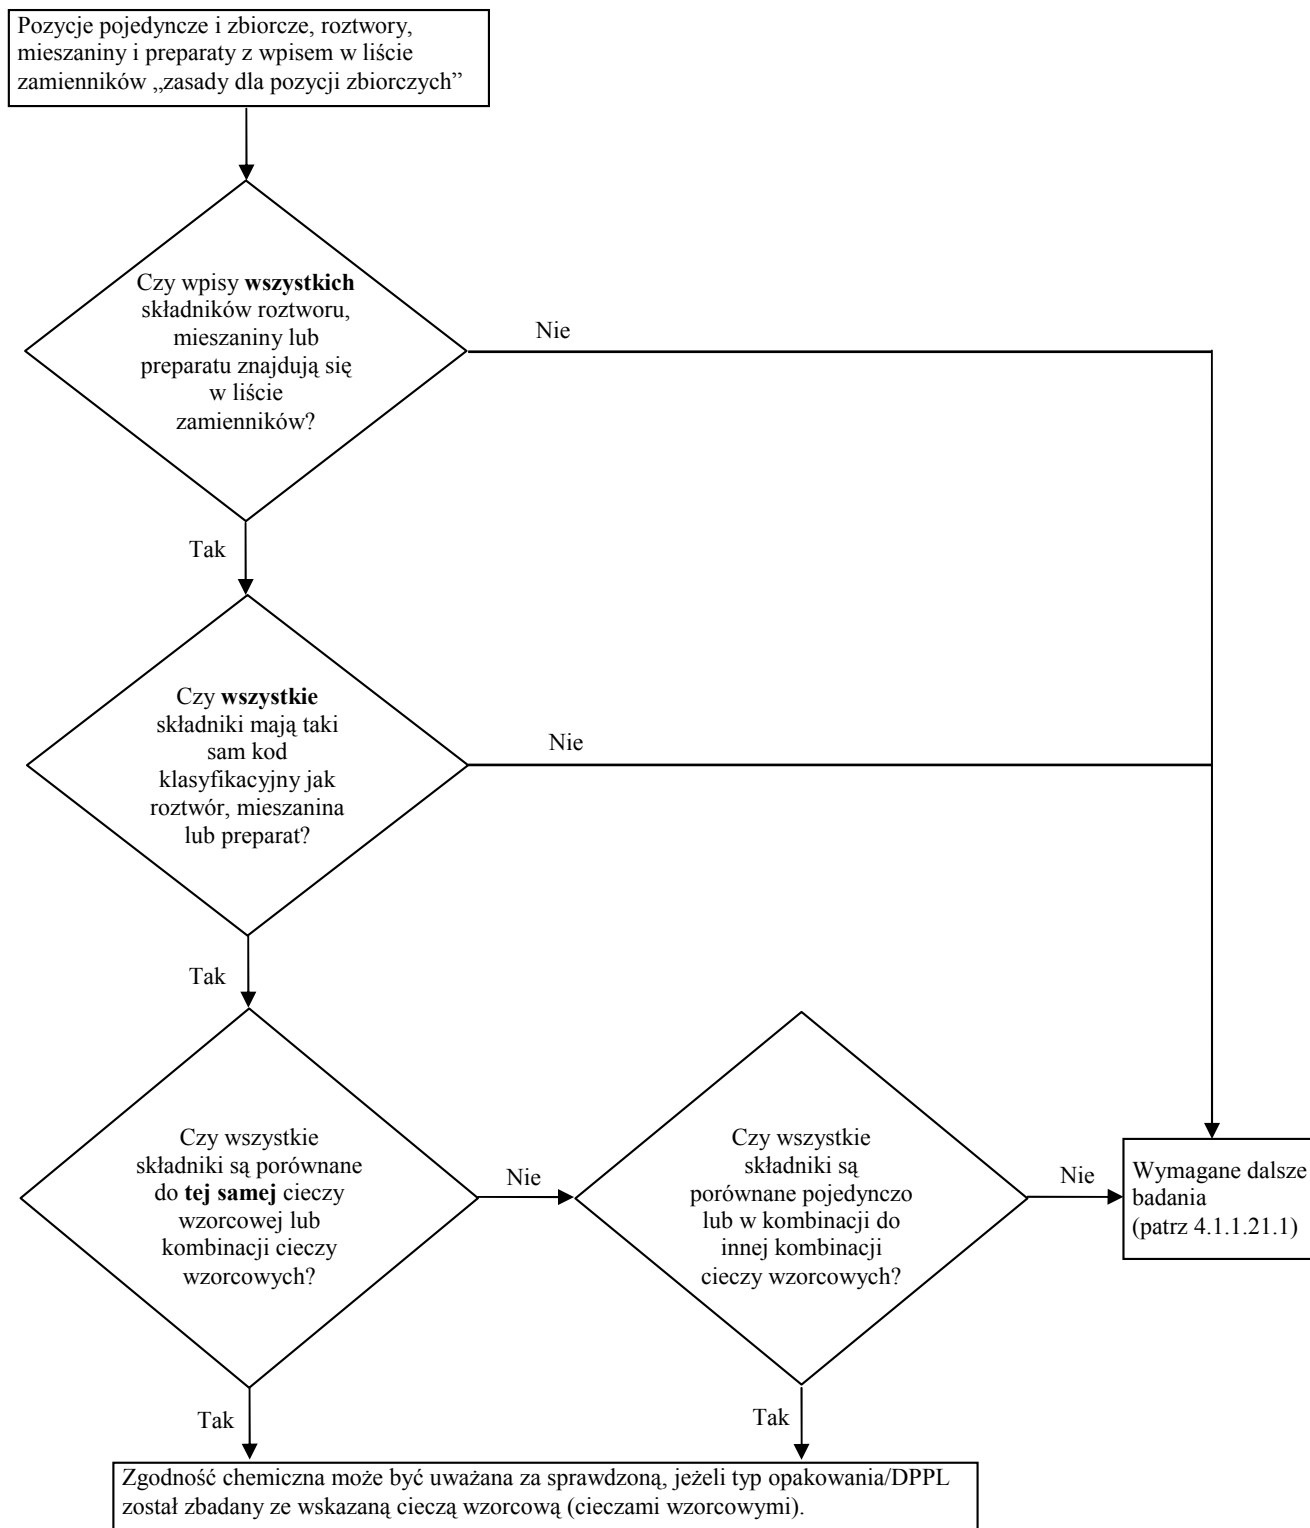 Pozycje pojedyncze i zbiorcze, roztwory,
mieszaniny i preparaty z wpisem w liście
zamienników „zasady dla pozycji zbiorczych”
Czy wpisy wszystkich
składników roztworu,
mieszaniny lub
preparatu znajdują się
w liście
zamienników?
Nie
Tak
Czy wszystkie
składniki mają taki
sam kod
klasyfikacyjny jak
roztwór, mieszanina
lub preparat?
Nie
Tak
Czy wszystkie
składniki są porównane
do tej samej cieczy
wzorcowej lub
kombinacji cieczy
wzorcowych?
Nie
Czy wszystkie
składniki są
porównane pojedynczo
lub w kombinacji do
innej kombinacji
cieczy wzorcowych?
Nie
Wymagane dalsze
badania
(patrz 4.1.1.21.1)
Tak
Tak
Zgodność chemiczna może być uważana za sprawdzoną, jeżeli typ opakowania/DPPL
został zbadany ze wskazaną cieczą wzorcową (cieczami wzorcowymi).